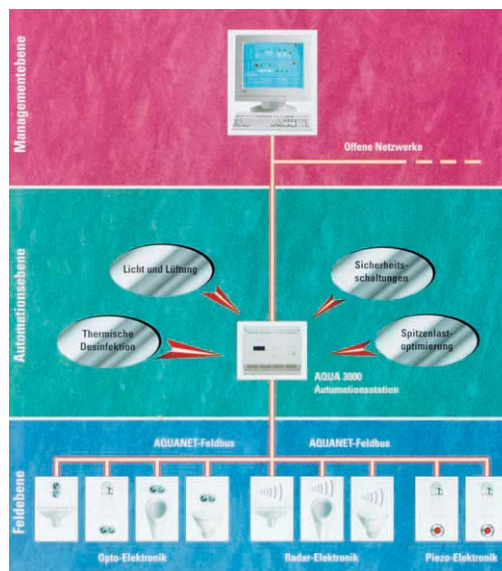 Managementebene
Offene Netzwerke
Automationsebene
Licht und Lüftung
Sicherheits-
schaltungen
Thermische
Desinfektion
Spitzenlast-
optimierung
AQUA 3000
Automationsstation
Feldebene
AQUANET-Feldbus
AQUANET-Feldbus
Opto-Elektronik
Radar-Elektronik
Piezo-Elektronik